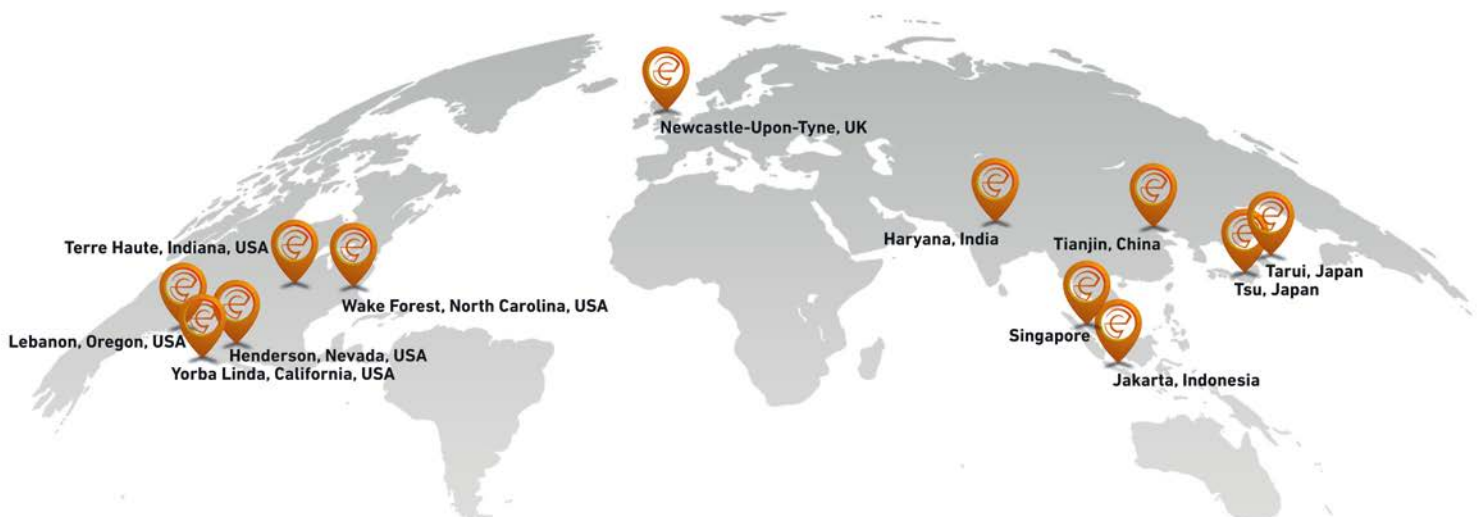 Newcastle-Upon-Tyne, UK
Terre Haute, Indiana, USA
Haryana, India
Tianjin, China
Tarui, Japan
Tsu, Japan
Wake Forest, North Carolina, USA
Lebanon, Oregon, USA
Singapore
Henderson, Nevada, USA
Yorba Linda, California, USA
Jakarta, Indonesia